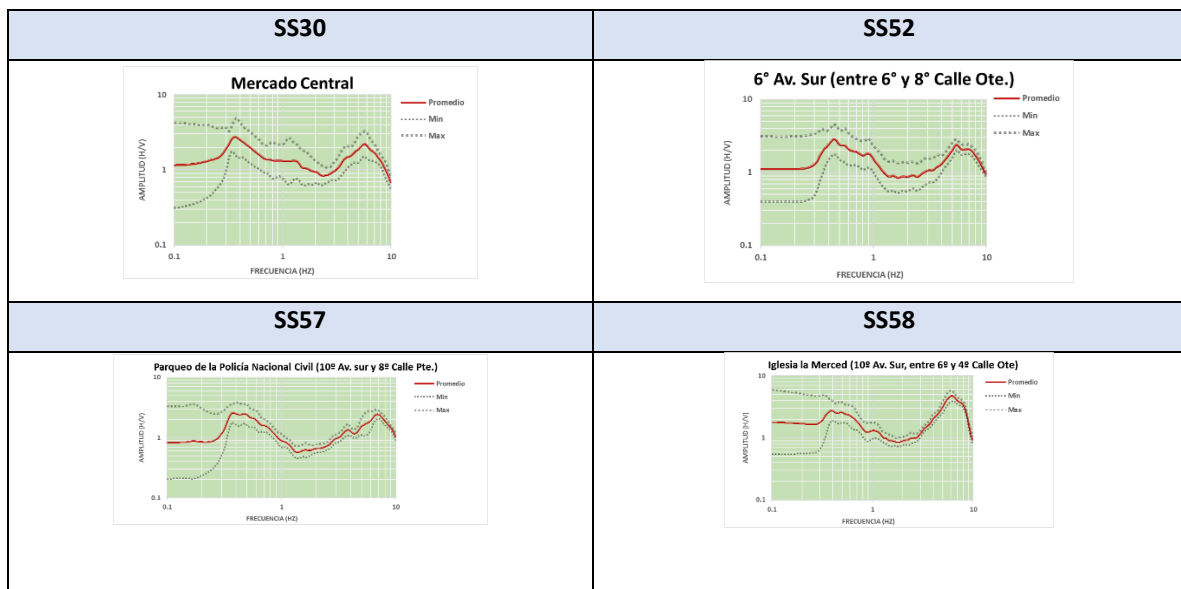 SS30
SS52
Mercado Central
10
1
0.1
0.1
1
10
AMPLITUD (H/V)
FRECUENCIA (HZ)
Promedio
Min
Max
6° Av. Sur (entre 6° y 8° Calle Ote.)
10
1
0.1
0.1
1
10
AMPLITUD (H/V)
FRECUENCIA (HZ)
Promedio
Min
Max
SS57
SS58
Parqueo de la Policía Nacional Civil (10º Av. sur y 8º Calle Pte.)
10
1
0.1
0.1
1
10
AMPLITUD (H/V)
FRECUENCIA (HZ)
Promedio
Min
Max
Iglesia la Merced (10º Av. Sur, entre 6º y 4º Calle Ote)
10
1
0.1
0.1
1
10
AMPLITUD (H/V)
FRECUENCIA (HZ)
Promedio
Min
Max